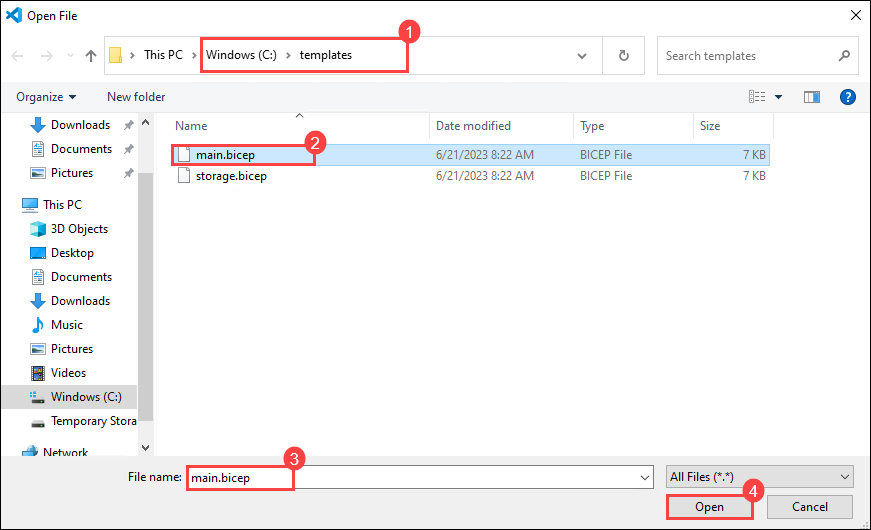 Open File
1
This PC > Windows (C:) > templates
Search templates
Organize New folder
?
Name Date modified Type Size
2
main.bicep 6/21/2023 8:22 AM BICEP File 7 KB
storage.bicep 6/21/2023 8:22 AM BICEP File 7 KB
Downloads
Documents
Pictures
This PC
3D Objects
Desktop
Documents
Downloads
Music
Pictures
Videos
Windows (C:)
Temporary Stora
Network
3
File name: main.bicep
All Files (*.*)
4
Open Cancel